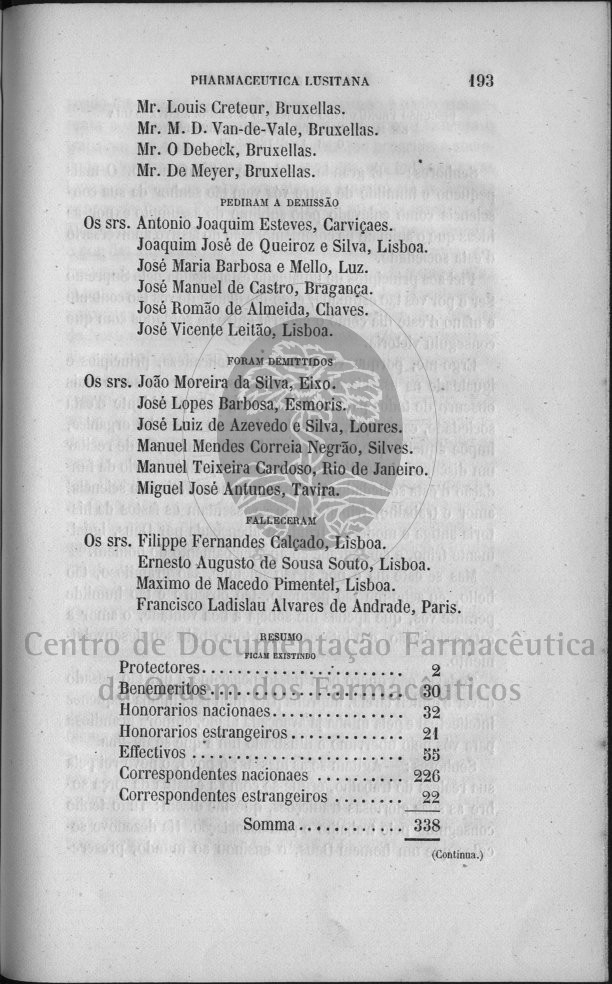 PHARMACEUTICA LUSITANA 193
Mr. Louis Creteur, Bruxellas.
Mr. M. D. Van-de-Vale, Bruxellas.
Mr. O Debeck, Bruxellas.
Mr. De Meyer, Bruxellas.
PEDIRAM A DEMISSÃO
Os srs. Antonio Joaquim Esteves, Carviçaes.
Joaquim José de Queiroz e Silva, Lisboa.
José Maria Barbosa e Mello, Luz.
José Manuel de Castro, Bragança.
José Romão de Almeida, Chaves.
José Vicente Leitão, Lisboa.
FORAM DEMITTIDOS
Os srs. João Moreira da Silva, Eixo.
José Lopes Barbosa, Esmoris.
José Luiz de Azevedo e Silva, Loures.
Manuel Mendes Correia Negrão, Silves.
Manuel Teixeira Cardoso, Rio de Janeiro.
Miguel José Antunes, Tavira.
FALLECERAM
Os srs. Filippe Fernandes Calçado, Lisboa.
Ernesto Augusto de Sousa Souto, Lisboa.
Maximo de Macedo Pimentel, Lisboa.
Francisco Ladislau Alvares de Andrade, Paris.
RESUMO
Centro de Documentação Farmacêutica
FICAM EXISTINDO
Protectores. . . . . . . . . . . . . . . . . . . . 2
da Ordem dos Farmacêuticos
Benemeritos. . . . . . . . . . . . . . . . . . . . 30
Honorarios nacionaes. . . . . . . . . . . . . 32
Honorarios estrangeiros . . . . . . . . . . . 21
Effectivos . . . . . . . . . . . . . . . . . . . . . 55
Correspondentes nacionaes . . . . . . . . . 226
Correspondentes estrangeiros . . . . . . . 22
Somma. . . . . . . . . . . 338
(Continua.)